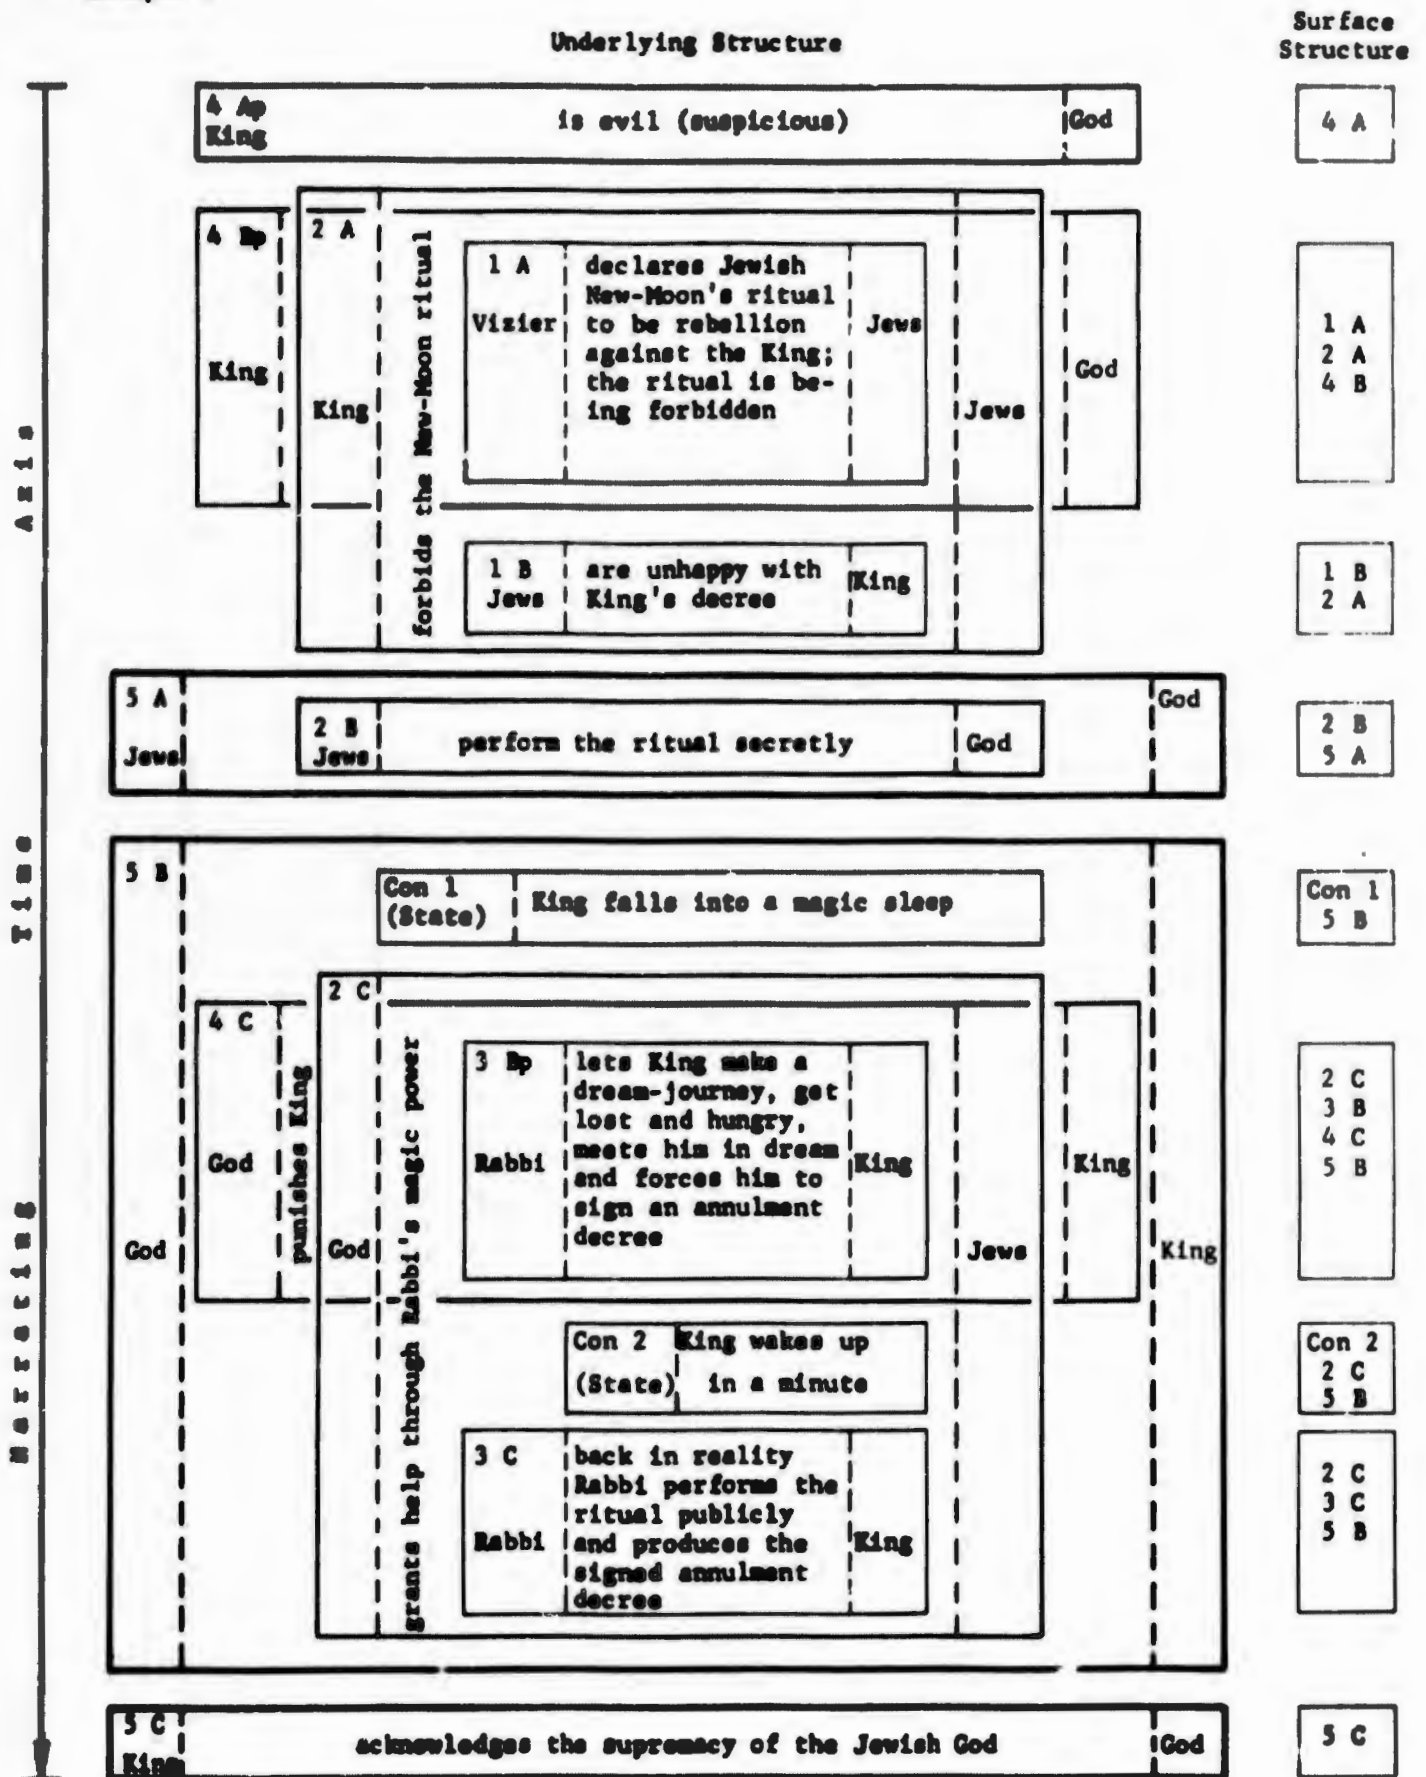 Surface
Structure
Underlying Structure
4 Ap
King
is evil (suspicious)
God
4 A
4 Bp
King
2 A
King
forbids the New-Moon ritual
1 A
Vizier
declares Jewish
New-Moon's ritual
to be rebellion
against the King;
the ritual is be-
ing forbidden
Jews
Jews
God
1 A
2 A
4 B
1 B
Jews
are unhappy with
King's decree
King
1 B
2 A
5 A
Jews
2 B
Jews
perform the ritual secretly
God
God
2 B
5 A
5 B
God
Con 1
(State)
King falls into a magic sleep
Con 1
5 B
4 C
God
punishes King
2 C
God
grants help through Rabbi's magic power
3 Bp
Rabbi
lets King make a
dream-journey, get
lost and hungry,
meets him in dream
and forces him to
sign an annulment
decree
King
Jews
King
King
2 C
3 B
4 C
5 B
Con 2
(State)
King wakes up
in a minute
Con 2
2 C
5 B
3 C
Rabbi
back in reality
Rabbi performs the
ritual publicly
and produces the
signed annulment
decree
King
2 C
3 C
5 B
5 C
King
acknowledges the supremacy of the Jewish God
God
5 C
Narrating Time Axis